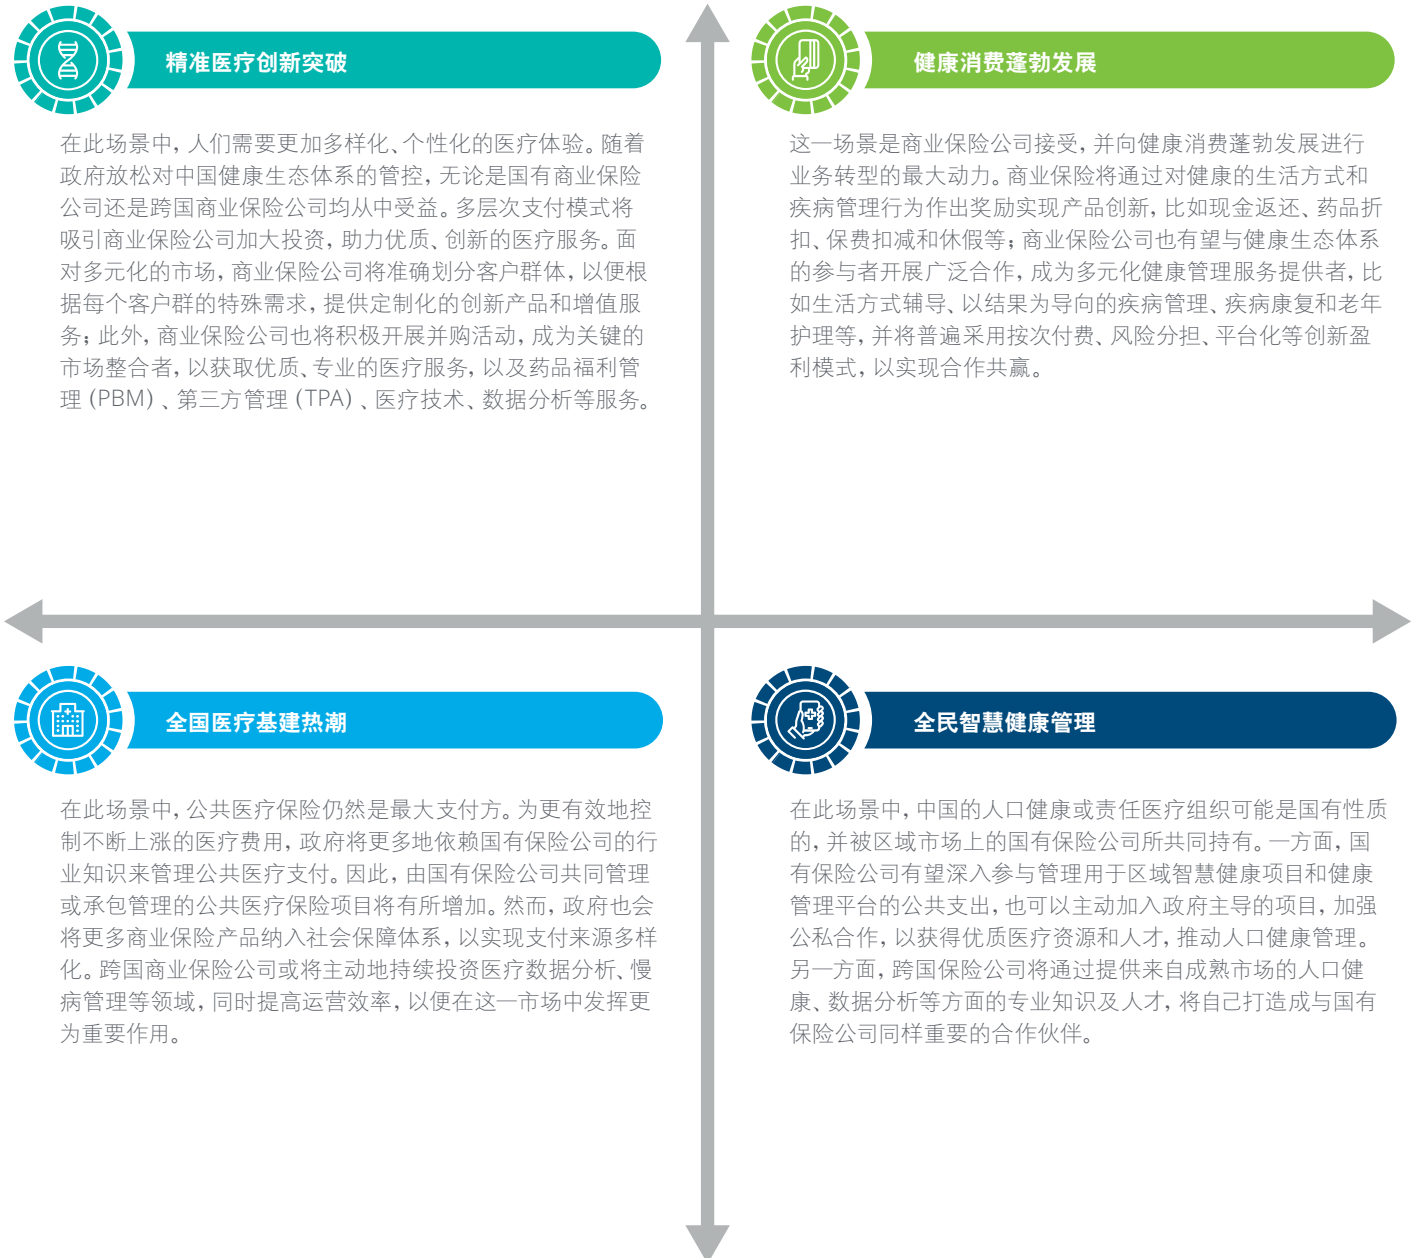 精准医疗创新突破
在此场景中，人们需要更加多样化、个性化的医疗体验。随着
政府放松对中国健康生态体系的管控，无论是国有商业保险
公司还是跨国商业保险公司均从中受益。多层次支付模式将
吸引商业保险公司加大投资，助力优质、创新的医疗服务。面
对多元化的市场，商业保险公司将准确划分客户群体，以便根
据每个客户群的特殊需求，提供定制化的创新产品和增值服
务；此外，商业保险公司也将积极开展并购活动，成为关键的
市场整合者，以获取优质、专业的医疗服务，以及药品福利管
理（PBM）、第三方管理（TPA）、医疗技术、数据分析等服务。
健康消费蓬勃发展
这一场景是商业保险公司接受，并向健康消费蓬勃发展进行
业务转型的最大动力。商业保险将通过对健康的生活方式和
疾病管理行为作出奖励实现产品创新，比如现金返还、药品折
扣、保费扣减和休假等；商业保险公司也有望与健康生态体系
的参与者开展广泛合作，成为多元化健康管理服务提供者，比
如生活方式辅导、以结果为导向的疾病管理、疾病康复和老年
护理等，并将普遍采用按次付费、风险分担、平台化等创新盈
利模式，以实现合作共赢。
全国医疗基建热潮
在此场景中，公共医疗保险仍然是最大支付方。为更有效地控
制不断上涨的医疗费用，政府将更多地依赖国有保险公司的行
业知识来管理公共医疗支付。因此，由国有保险公司共同管理
或承包管理的公共医疗保险项目将有所增加。然而，政府也会
将更多商业保险产品纳入社会保障体系，以实现支付来源多样
化。跨国商业保险公司或将主动地持续投资医疗数据分析、慢
病管理等领域，同时提高运营效率，以便在这一市场中发挥更
为重要作用。
全民智慧健康管理
在此场景中，中国的人口健康或责任医疗组织可能是国有性质
的，并被区域市场上的国有保险公司所共同持有。一方面，国
有保险公司有望深入参与管理用于区域智慧健康项目和健康
管理平台的公共支出，也可以主动加入政府主导的项目，加强
公私合作，以获得优质医疗资源和人才，推动人口健康管理。
另一方面，跨国保险公司将通过提供来自成熟市场的人口健
康、数据分析等方面的专业知识及人才，将自己打造成与国有
保险公司同样重要的合作伙伴。